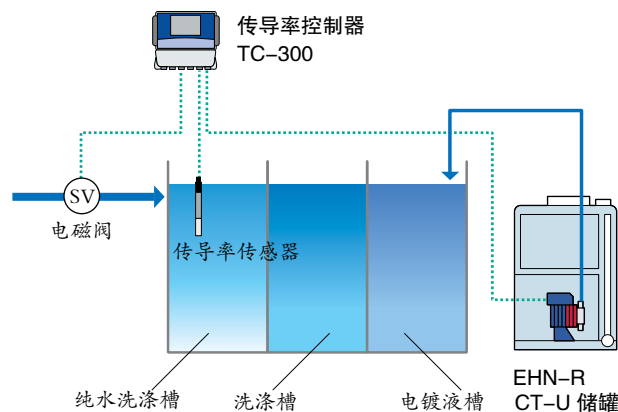 传导率控制器
TC-300
SV
电磁阀
传导率传感器
纯水洗涤槽
洗涤槽
电镀液槽
EHN-R
CT-U 储罐